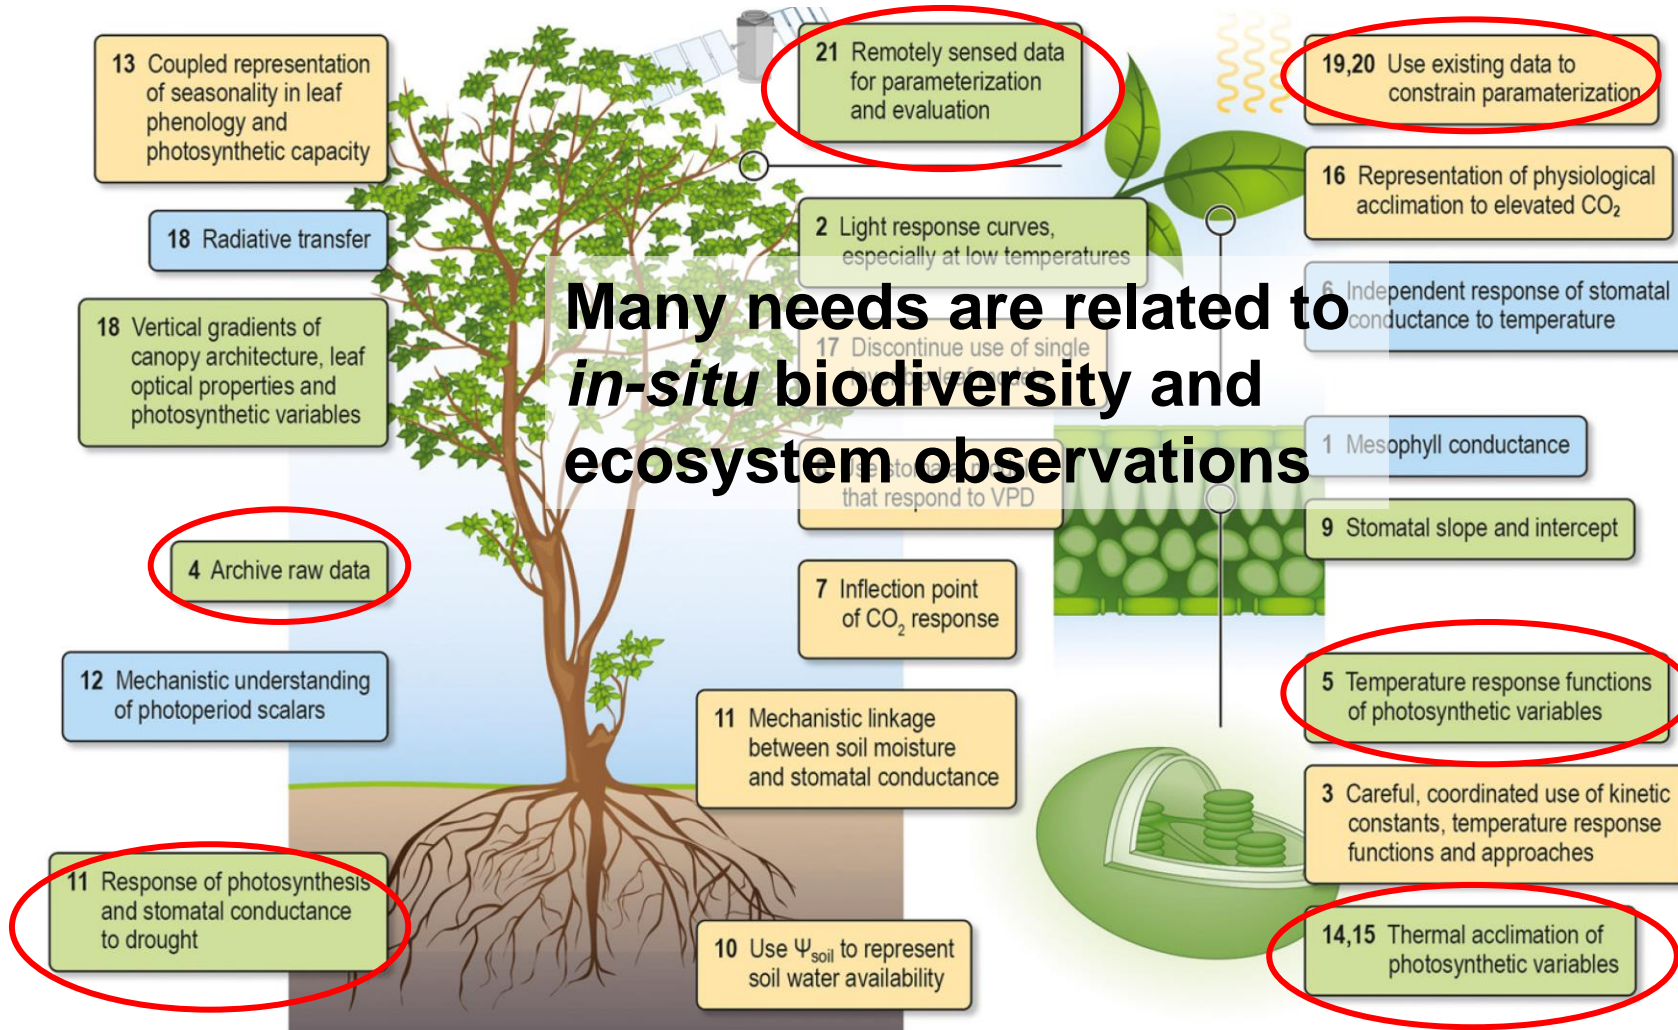 13 Coupled representation
of seasonality in leaf
phenology and
photosynthetic capacity
18 Radiative transfer
18 Vertical gradients of
canopy architecture, leaf
optical properties and
photosynthetic variables
4 Archive raw data
12 Mechanistic understanding
of photoperiod scalars
11 Response of photosynthesis
and stomatal conductance
to drought
21 Remotely sensed data
for parameterization
and evaluation
2 Light response curves,
especially at low temperatures
Many needs are related to
in-situ biodiversity and
ecosystem observations
17 Discontinue use of single
layer big leaf models
Use stomatal models
that respond to VPD
7 Inflection point
of CO₂ response
11 Mechanistic linkage
between soil moisture
and stomatal conductance
10 Use Ψsoil to represent
soil water availability
19,20 Use existing data to
constrain paramaterization
16 Representation of physiological
acclimation to elevated CO₂
6 Independent response of stomatal
conductance to temperature
1 Mesophyll conductance
9 Stomatal slope and intercept
5 Temperature response functions
of photosynthetic variables
3 Careful, coordinated use of kinetic
constants, temperature response
functions and approaches
14,15 Thermal acclimation of
photosynthetic variables